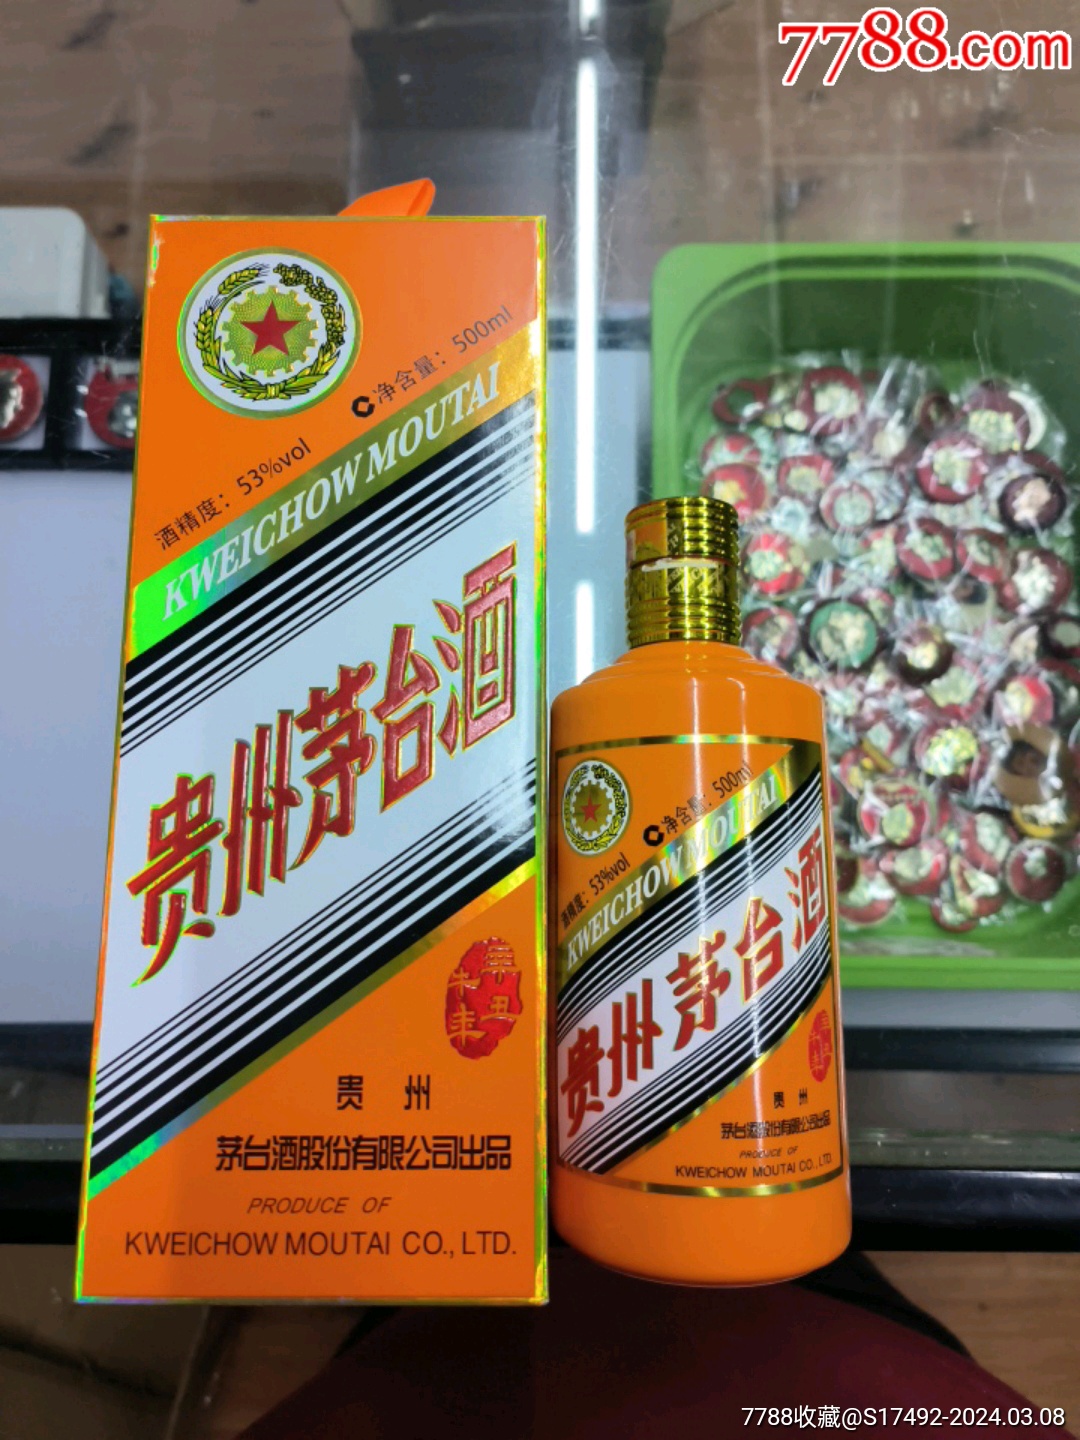 7788.com
酒精度：53%vol
净含量：500ml
KWEICHOW MOUTAI
贵州茅台酒
辛丑
牛年
贵州
茅台酒股份有限公司出品
PRODUCE OF
KWEICHOW MOUTAI CO., LTD.
酒精度：53%vol
净含量：500ml
KWEICHOW MOUTAI
贵州茅台酒
贵州
茅台酒股份有限公司出品
PRODUCE OF
KWEICHOW MOUTAI CO., LTD.
7788收藏@S17492-2024.03.08